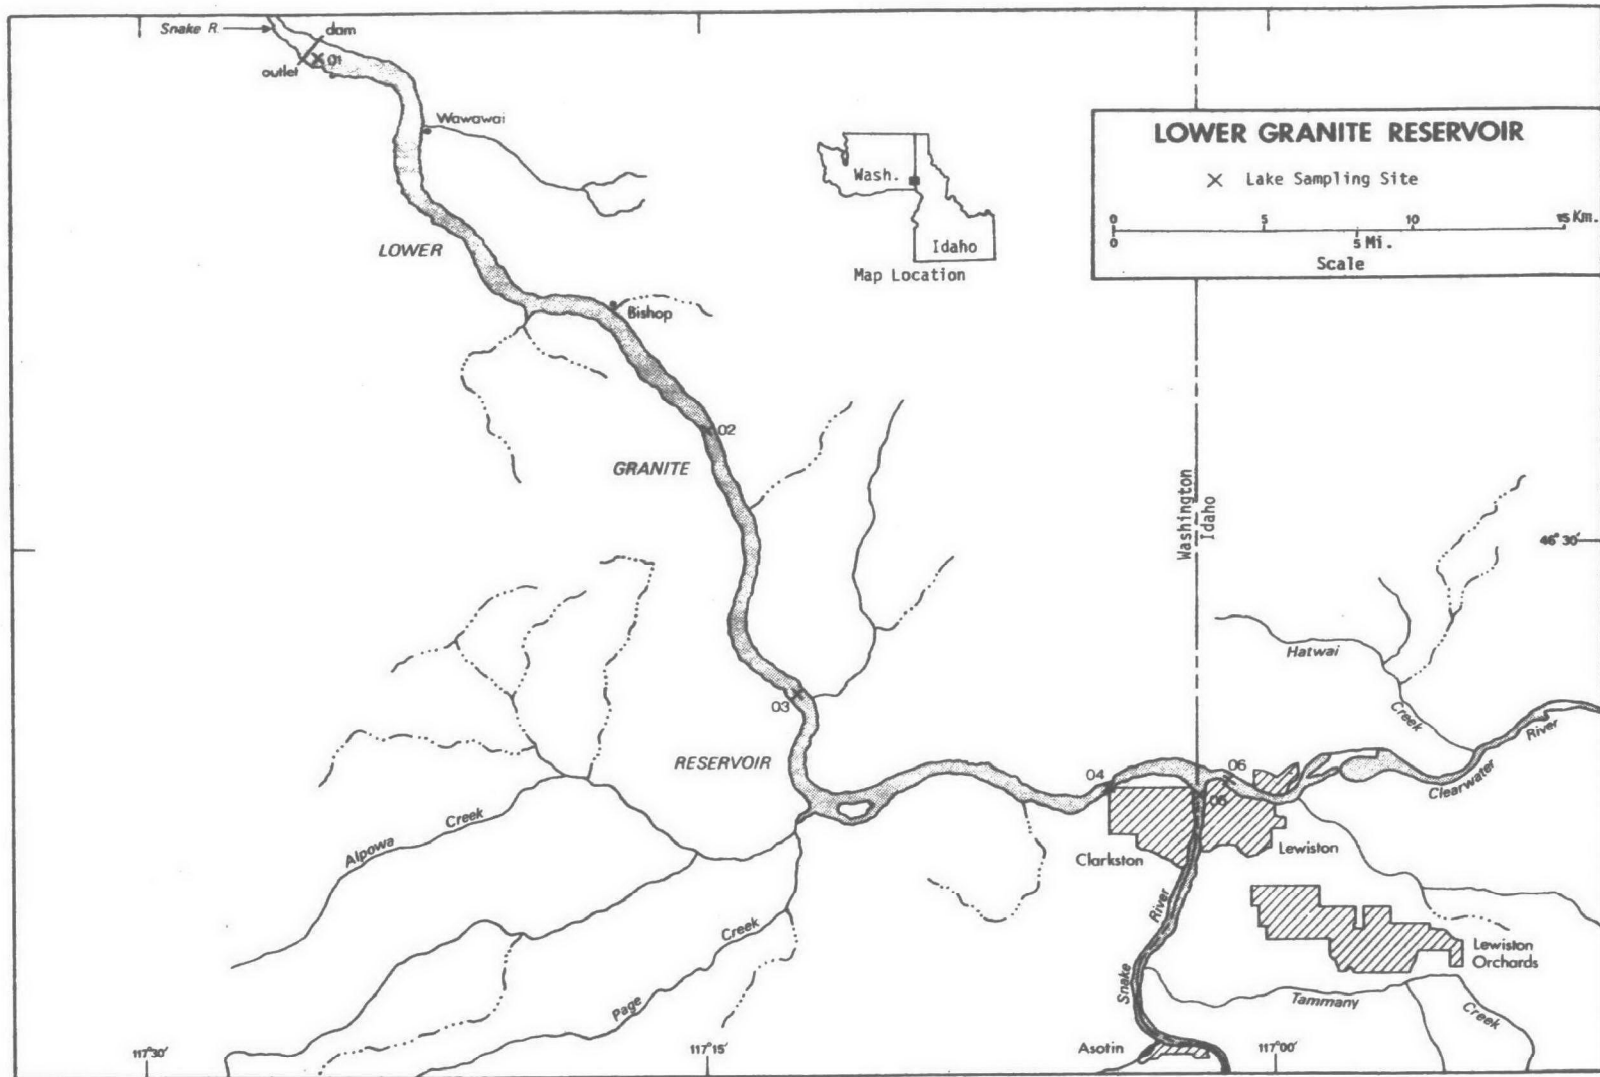 Snake R.
dam
outlet
01
Wawawai
LOWER GRANITE RESERVOIR
Lake Sampling Site
0 5 10 15 Km.
0 5 Mi.
Scale
Wash.
Idaho
Map Location
LOWER
Bishop
02
GRANITE
Washington
Idaho
46° 30'
Hatwai
Creek
03
RESERVOIR
River
Clearwater
04
06
05
Alpowa
Creek
Clarkston
Lewiston
River
Snake
Creek
Page
Lewiston
Orchards
Tammany
Creek
Asotin
117° 30'
117° 15'
117° 00'